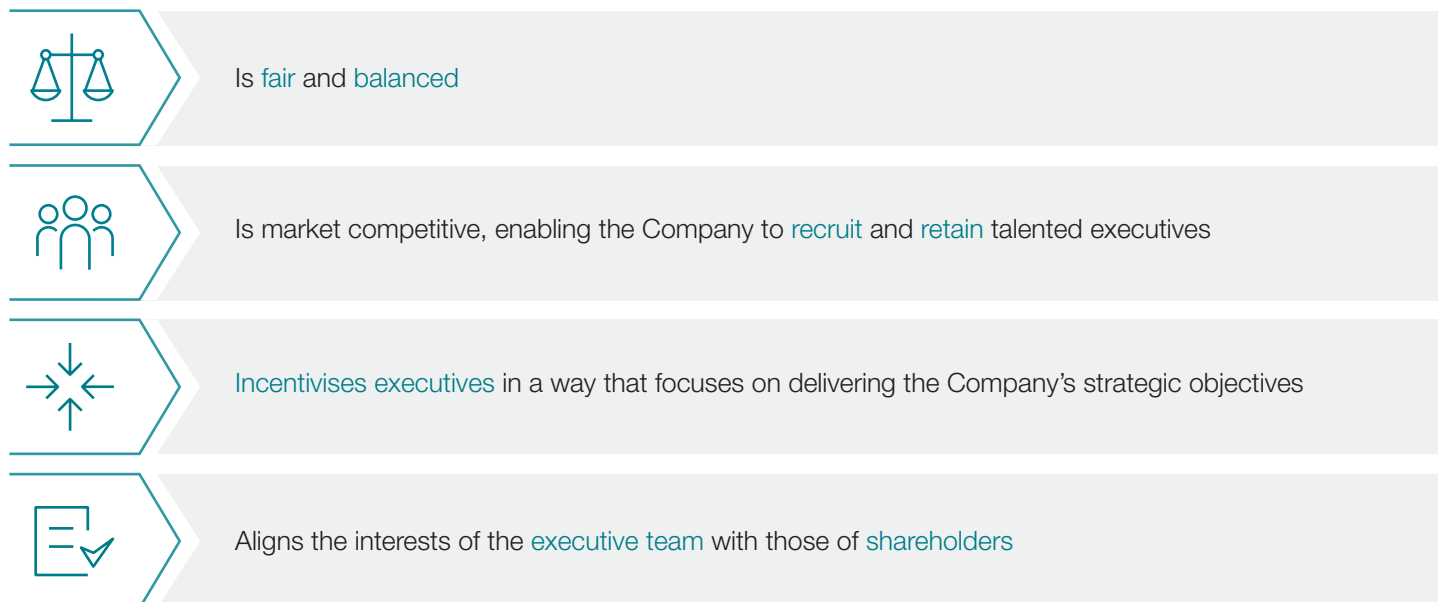 Is fair and balanced
Is market competitive, enabling the Company to recruit and retain talented executives
Incentivises executives in a way that focuses on delivering the Company’s strategic objectives
Aligns the interests of the executive team with those of shareholders